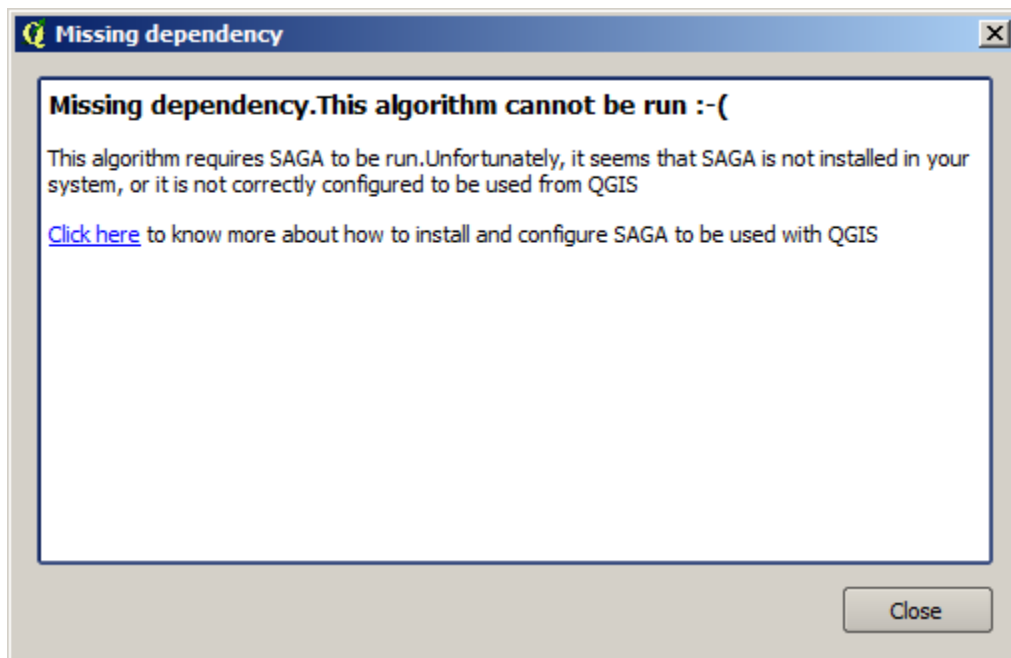 Missing dependency
Missing dependency.This algorithm cannot be run :-(
This algorithm requires SAGA to be run.Unfortunately, it seems that SAGA is not installed in your
system, or it is not correctly configured to be used from QGIS
Click here to know more about how to install and configure SAGA to be used with QGIS
Close